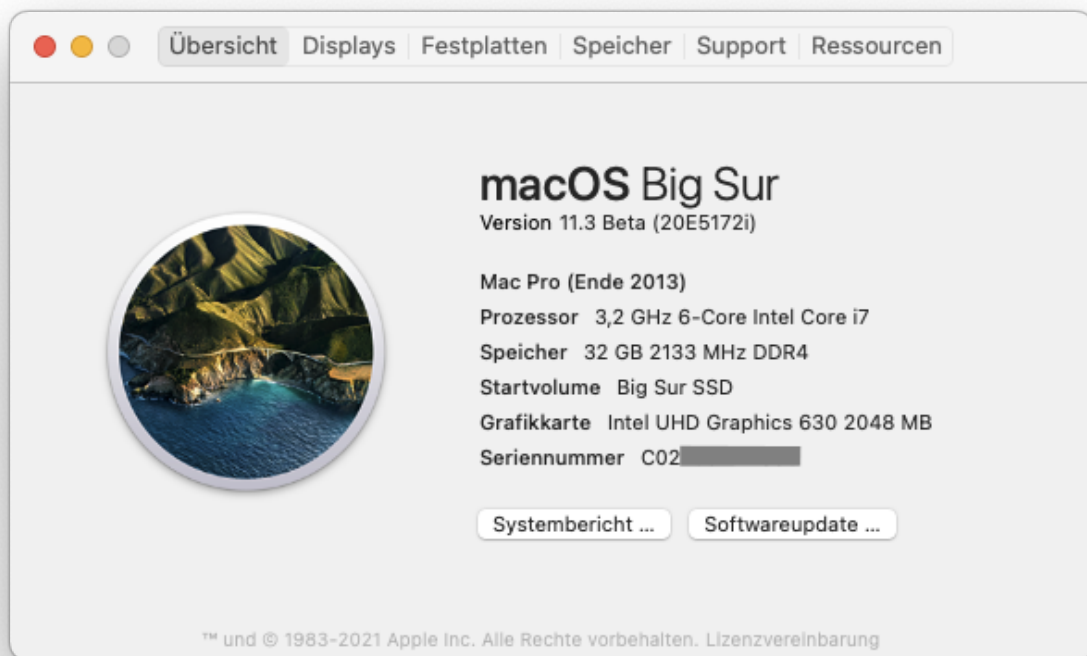 Übersicht Displays Festplatten Speicher Support Ressourcen
macOS Big Sur
Version 11.3 Beta (20E5172i)
Mac Pro (Ende 2013)
Prozessor 3,2 GHz 6-Core Intel Core i7
Speicher 32 GB 2133 MHz DDR4
Startvolume Big Sur SSD
Grafikkarte Intel UHD Graphics 630 2048 MB
Seriennummer C02
Systembericht ... Softwareupdate ...
™ und © 1983-2021 Apple Inc. Alle Rechte vorbehalten. Lizenzvereinbarung